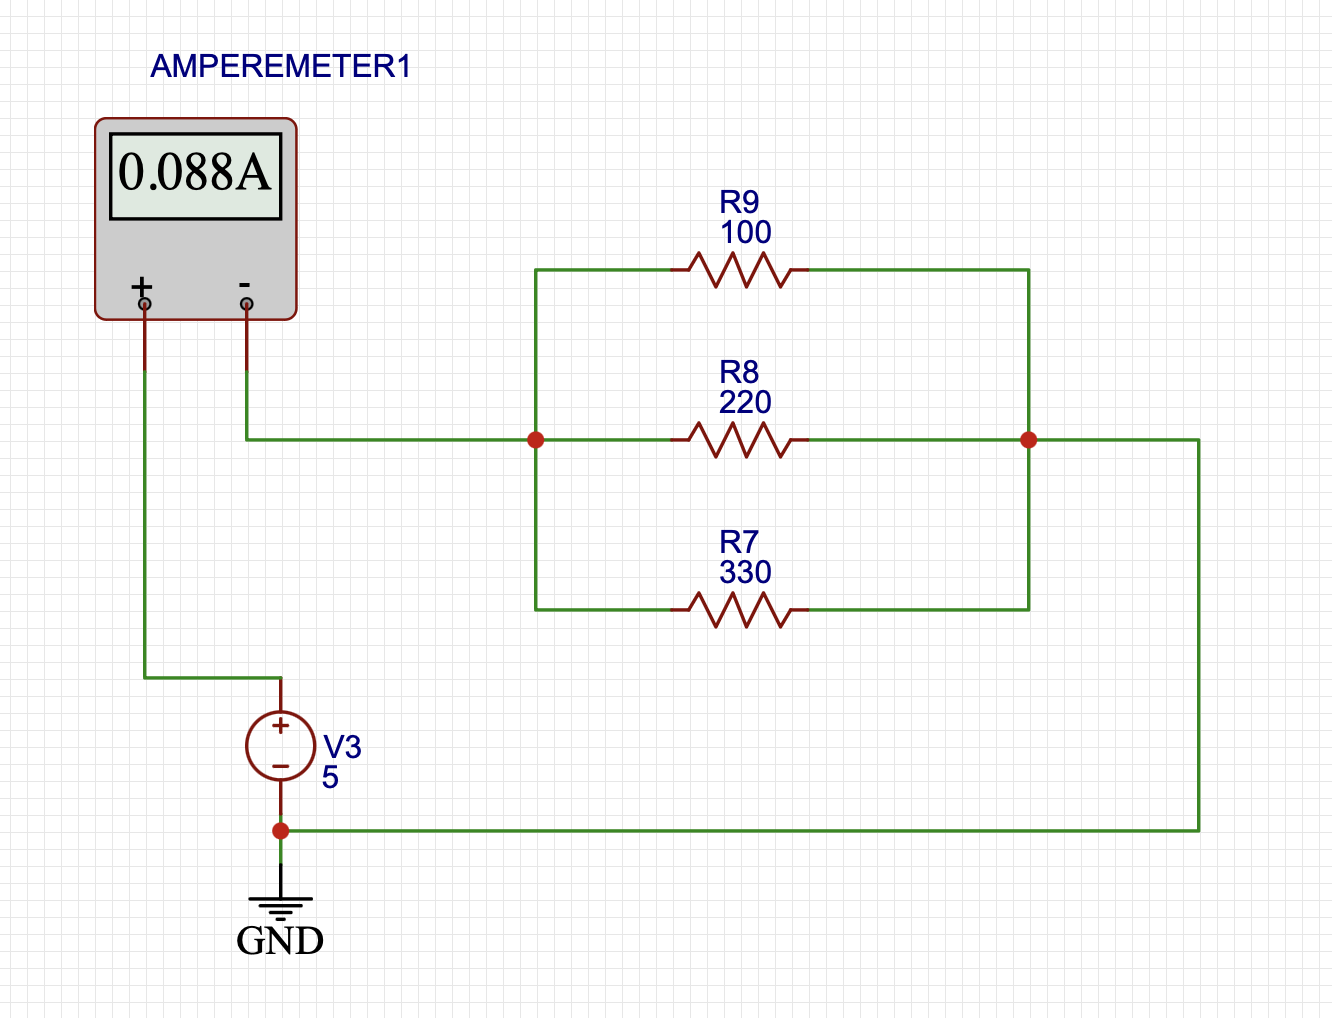 AMPEREMETER1
0.088A
+ -
R9
100
R8
220
R7
330
+
V3
5
−
GND